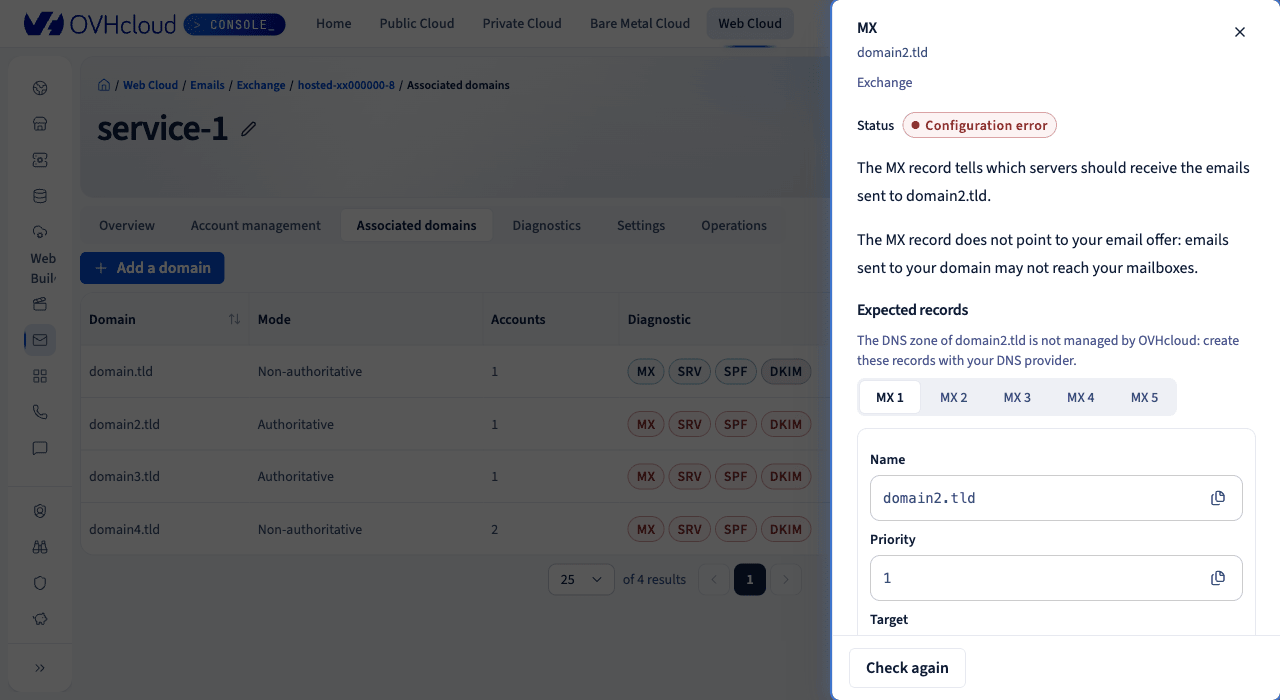 OVHcloud
> CONSOLE_
Home
Public Cloud
Private Cloud
Bare Metal Cloud
Web Cloud
/ Web Cloud / Emails / Exchange / hosted-xx000000-8 / Associated domains
service-1
Overview
Account management
Associated domains
Diagnostics
Settings
Operations
Web
Buil
+ Add a domain
Domain
Mode
Accounts
Diagnostic
domain.tld
Non-authoritative
1
MX
SRV
SPF
DKIM
domain2.tld
Authoritative
1
MX
SRV
SPF
DKIM
domain3.tld
Authoritative
1
MX
SRV
SPF
DKIM
domain4.tld
Non-authoritative
2
MX
SRV
SPF
DKIM
25
of 4 results
1
MX
domain2.tld
Exchange
Status
Configuration error
The MX record tells which servers should receive the emails
sent to domain2.tld.
The MX record does not point to your email offer: emails
sent to your domain may not reach your mailboxes.
Expected records
The DNS zone of domain2.tld is not managed by OVHcloud: create
these records with your DNS provider.
MX 1
MX 2
MX 3
MX 4
MX 5
Name
domain2.tld
Priority
1
Target
Check again